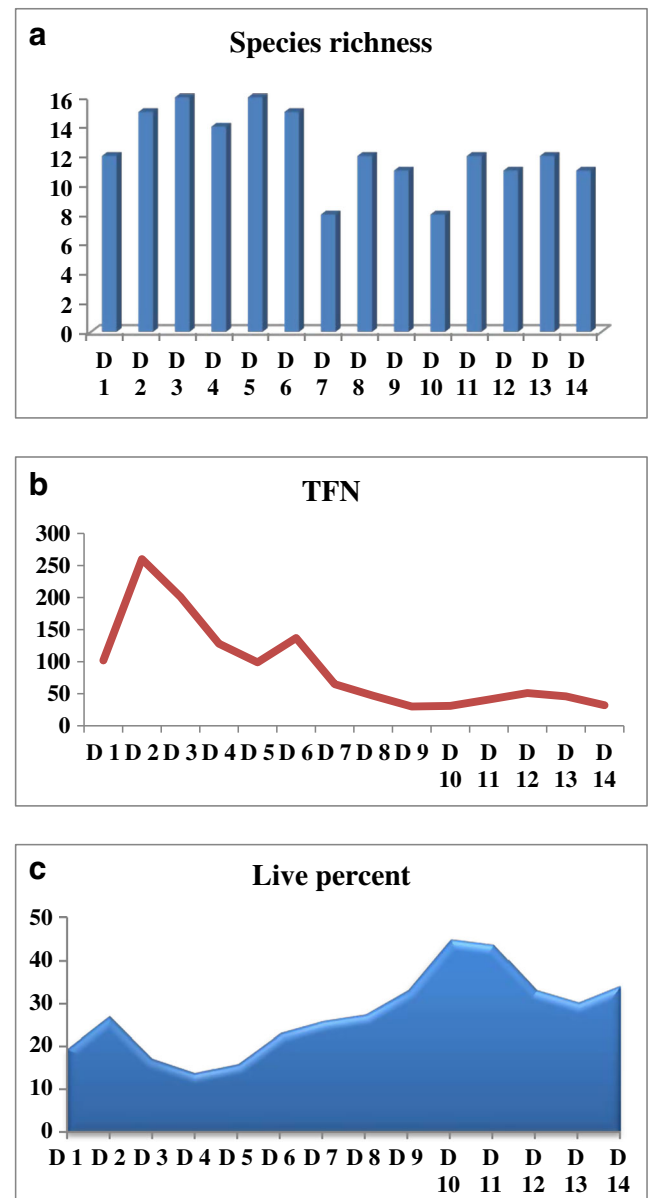 a
Species richness
16
14
12
10
8
6
4
2
0
D D D D D D D D D D D D D D
1 2 3 4 5 6 7 8 9 10 11 12 13 14
b
TFN
300
250
200
150
100
50
0
D 1 D 2 D 3 D 4 D 5 D 6 D 7 D 8 D 9 D D D D D
10 11 12 13 14
c
Live percent
50
40
30
20
10
0
D 1 D 2 D 3 D 4 D 5 D 6 D 7 D 8 D 9 D D D D D
10 11 12 13 14